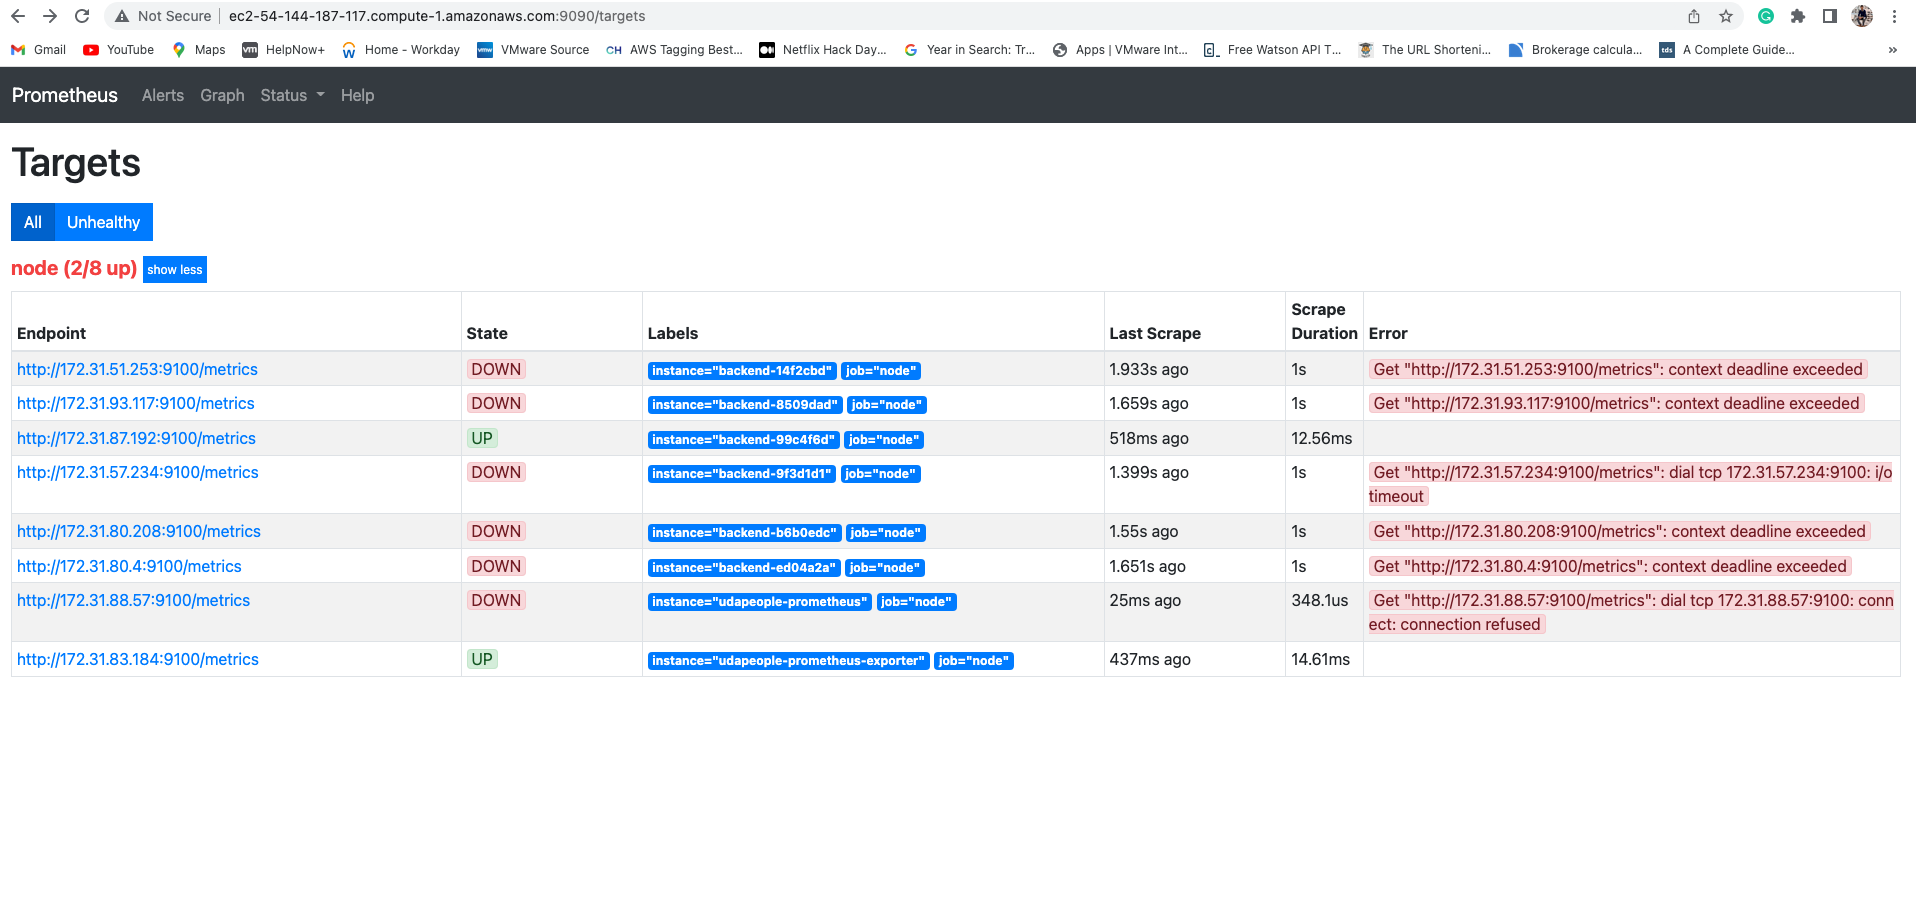 Not Secure ec2-54-144-187-117.compute-1.amazonaws.com:9090/targets
Gmail YouTube Maps vm HelpNow+ Home - Workday vmw VMware Source CH AWS Tagging Best... Netflix Hack Day... Year in Search: Tr... Apps | VMware Int... Free Watson API T... The URL Shorteni... Brokerage calcula... tds A Complete Guide... »
Prometheus Alerts Graph Status Help
Targets
All Unhealthy
node (2/8 up) show less
Endpoint State Labels Last Scrape Scrape Duration Error
http://172.31.51.253:9100/metrics DOWN instance="backend-14f2cbd" job="node" 1.933s ago 1s Get "http://172.31.51.253:9100/metrics": context deadline exceeded
http://172.31.93.117:9100/metrics DOWN instance="backend-8509dad" job="node" 1.659s ago 1s Get "http://172.31.93.117:9100/metrics": context deadline exceeded
http://172.31.87.192:9100/metrics UP instance="backend-99c4f6d" job="node" 518ms ago 12.56ms
http://172.31.57.234:9100/metrics DOWN instance="backend-9f3d1d1" job="node" 1.399s ago 1s Get "http://172.31.57.234:9100/metrics": dial tcp 172.31.57.234:9100: i/o
timeout
http://172.31.80.208:9100/metrics DOWN instance="backend-b6b0edc" job="node" 1.55s ago 1s Get "http://172.31.80.208:9100/metrics": context deadline exceeded
http://172.31.80.4:9100/metrics DOWN instance="backend-ed04a2a" job="node" 1.651s ago 1s Get "http://172.31.80.4:9100/metrics": context deadline exceeded
http://172.31.88.57:9100/metrics DOWN instance="udapeople-prometheus" job="node" 25ms ago 348.1us Get "http://172.31.88.57:9100/metrics": dial tcp 172.31.88.57:9100: conn
ect: connection refused
http://172.31.83.184:9100/metrics UP instance="udapeople-prometheus-exporter" job="node" 437ms ago 14.61ms